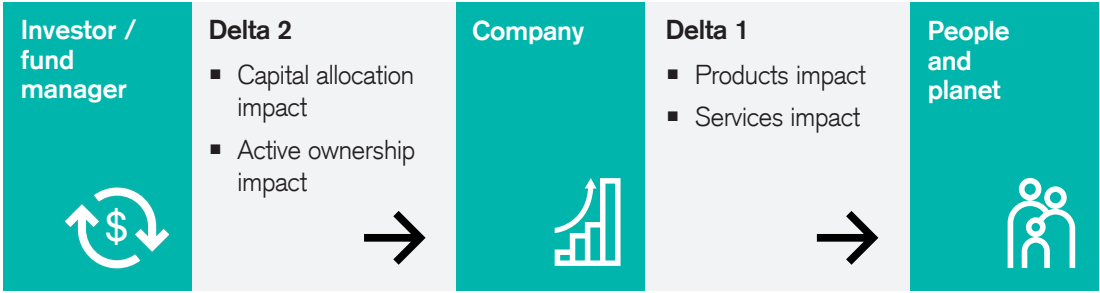 Investor /
fund
manager
$
Delta 2
▪ Capital allocation
impact
▪ Active ownership
impact
Company
Delta 1
▪ Products impact
▪ Services impact
People
and
planet